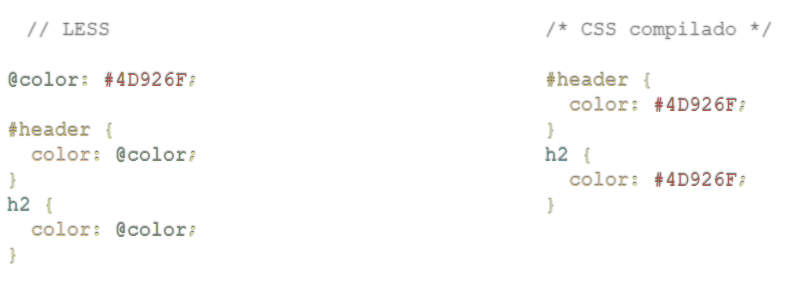 // LESS
@color: #4D926F;
#header {
  color: @color;
}
h2 {
  color: @color;
}
/* CSS compilado */
#header {
  color: #4D926F;
}
h2 {
  color: #4D926F;
}